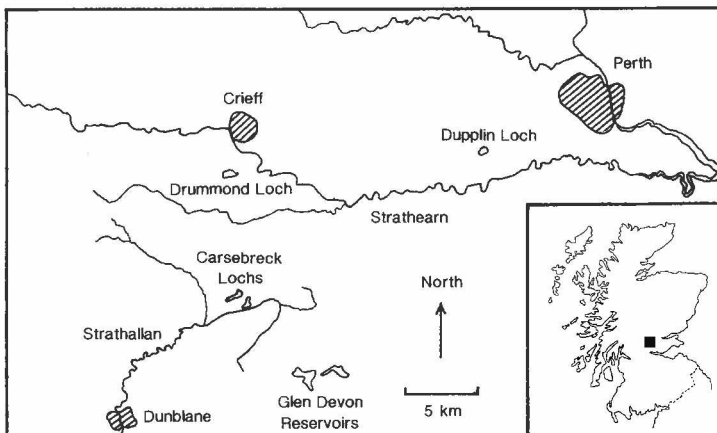 Perth
Crieff
Dupplin Loch
Drummond Loch
Strathearn
Carsebreck
Lochs
North
Strathallan
5 km
Glen Devon
Reservoirs
Dunblane